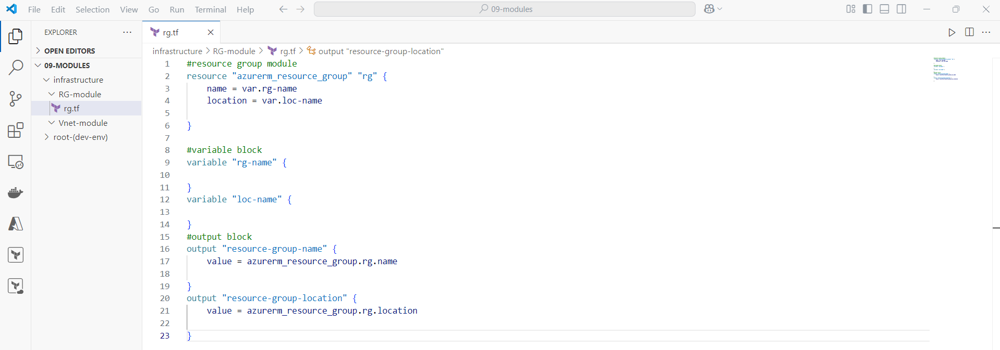 File Edit Selection View Go Run Terminal Help 09-modules
EXPLORER
OPEN EDITORS
09-MODULES
infrastructure
RG-module
rg.tf
Vnet-module
root-(dev-env)
rg.tf
infrastructure > RG-module > rg.tf > output "resource-group-location"
1 #resource group module
2 resource "azurerm_resource_group" "rg" {
3     name = var.rg-name
4     location = var.loc-name
5
6 }
7
8 #variable block
9 variable "rg-name" {
10
11 }
12 variable "loc-name" {
13
14 }
15 #output block
16 output "resource-group-name" {
17     value = azurerm_resource_group.rg.name
18
19 }
20 output "resource-group-location" {
21     value = azurerm_resource_group.rg.location
22
23 }